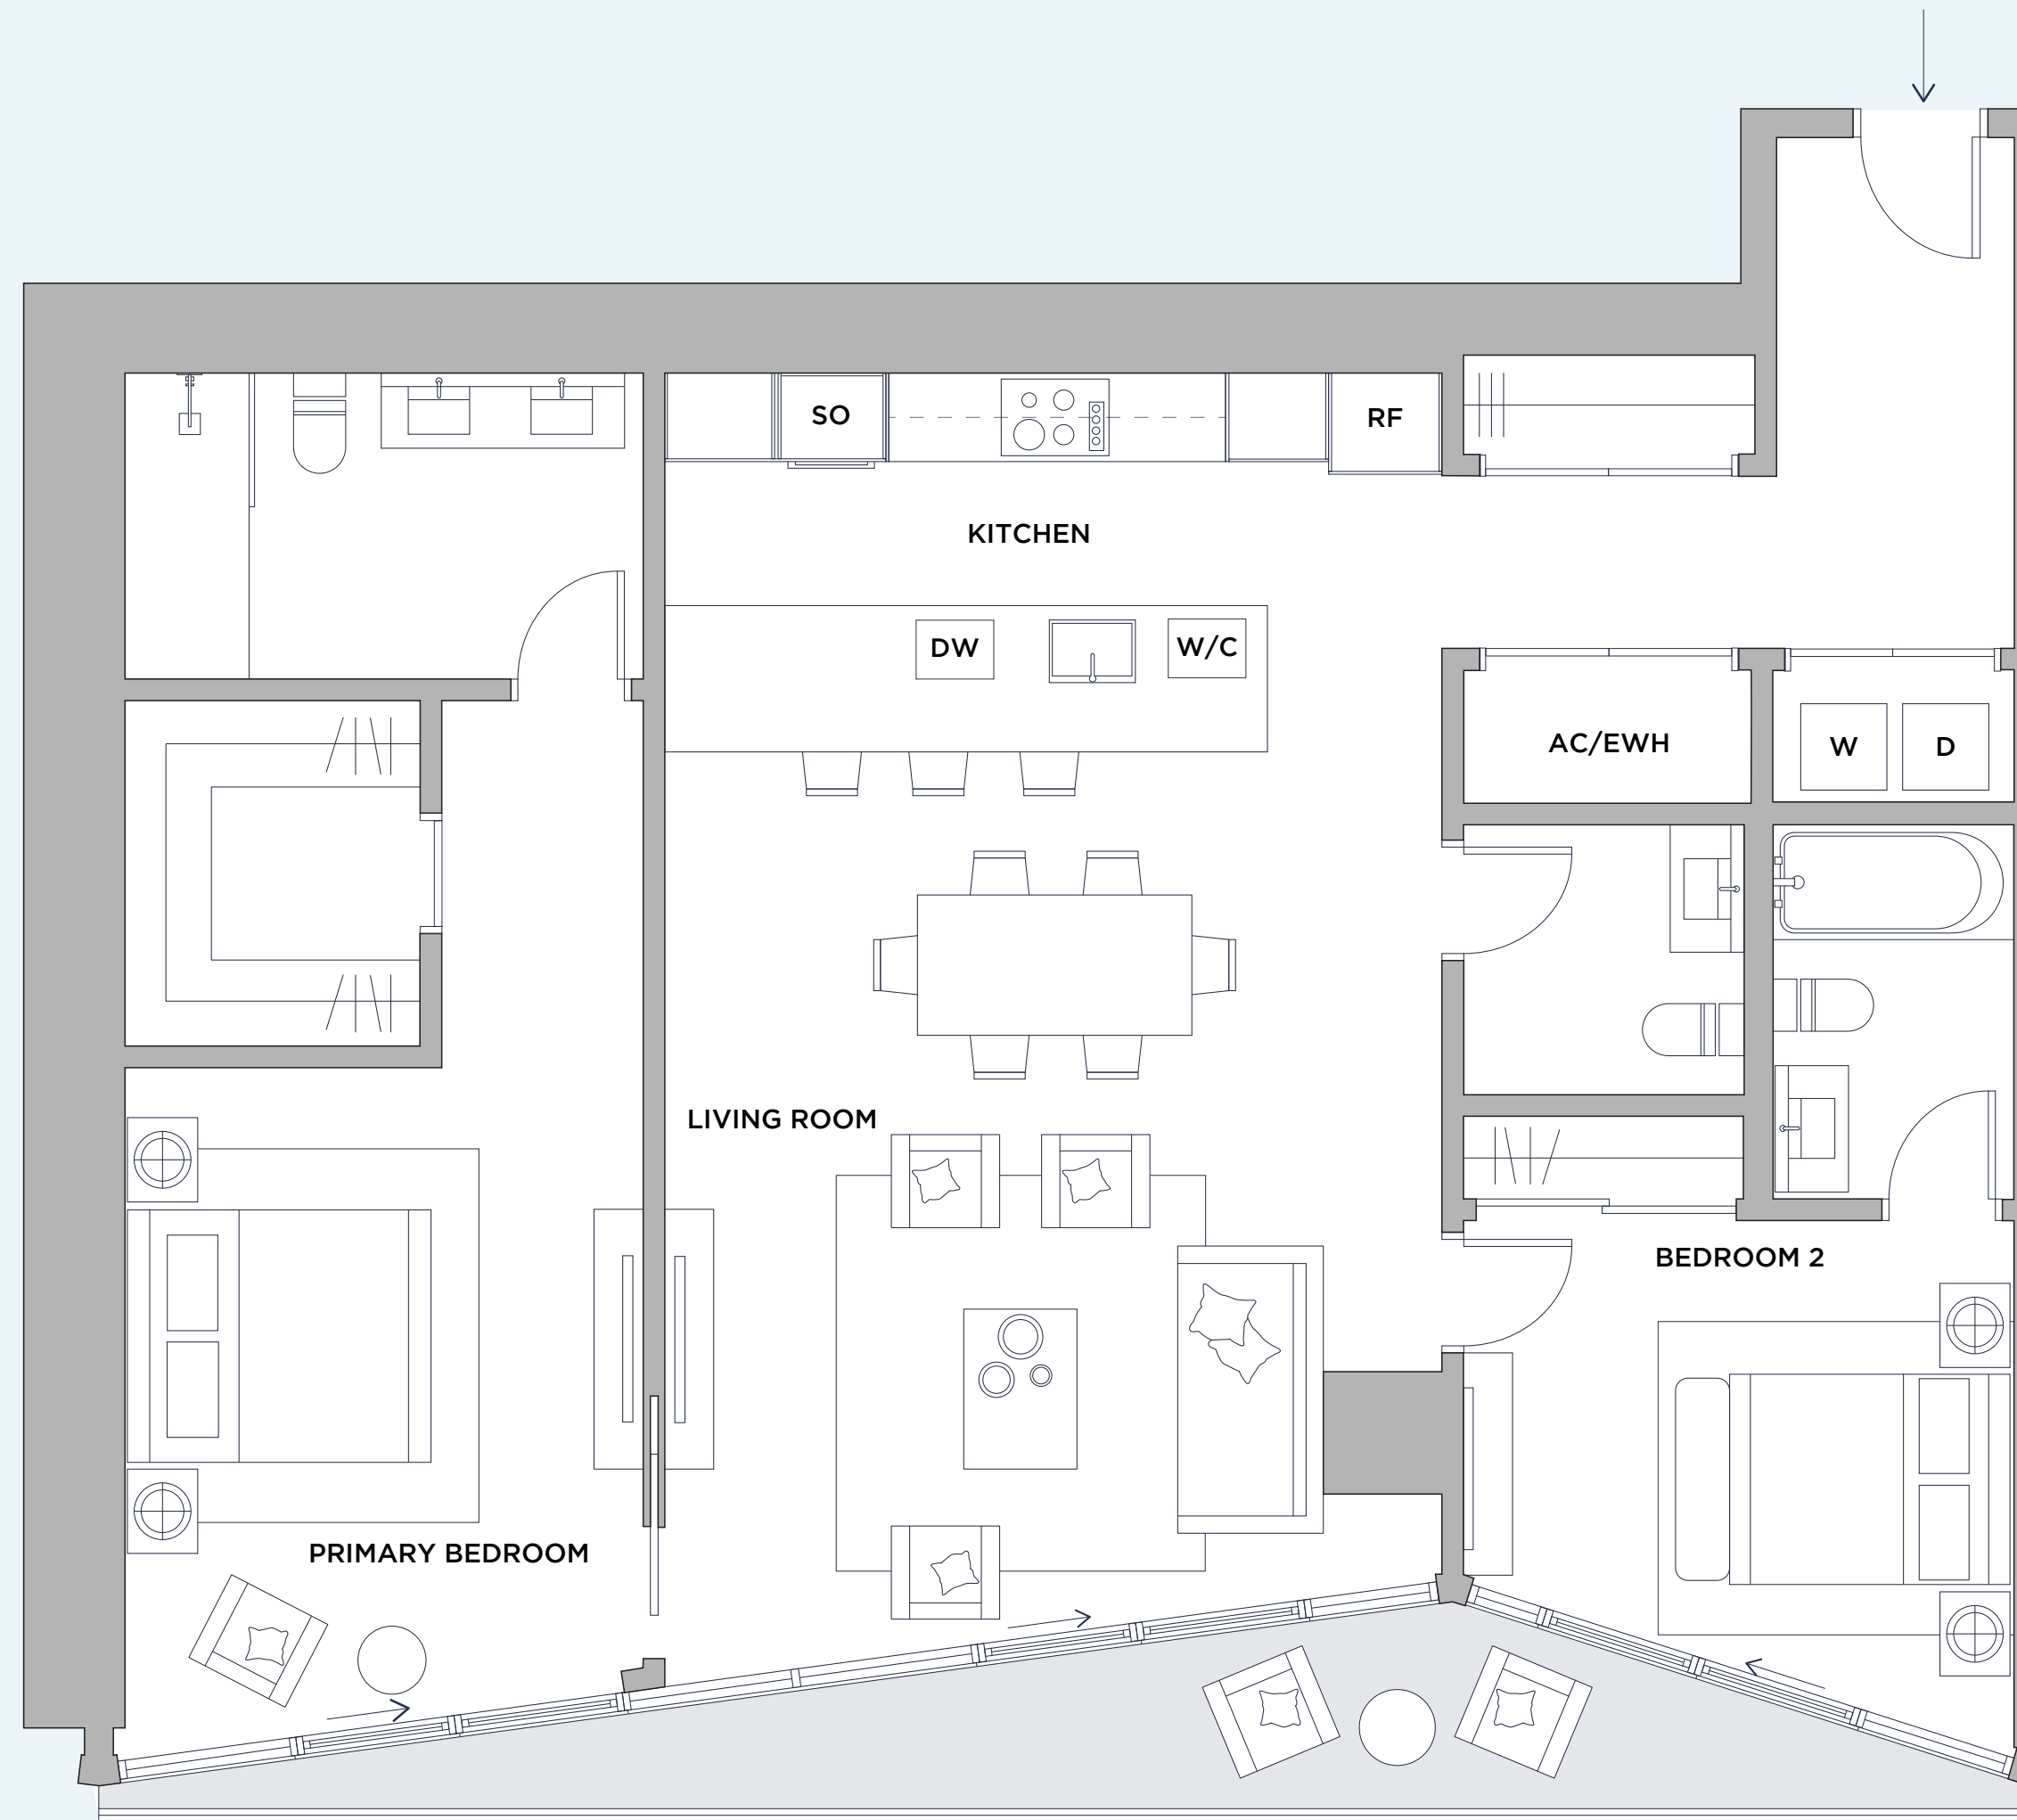 SO
RF
KITCHEN
DW
W/C
AC/EWH
W
D
LIVING ROOM
BEDROOM 2
PRIMARY BEDROOM